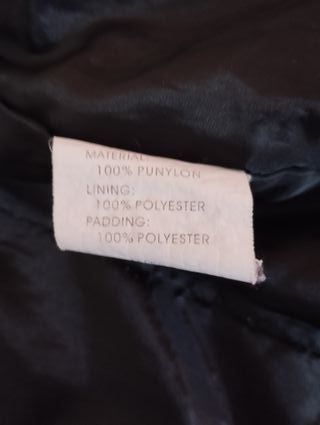 MATERIAL:
100% PUNYLON
LINING:
100% POLYESTER
PADDING:
100% POLYESTER